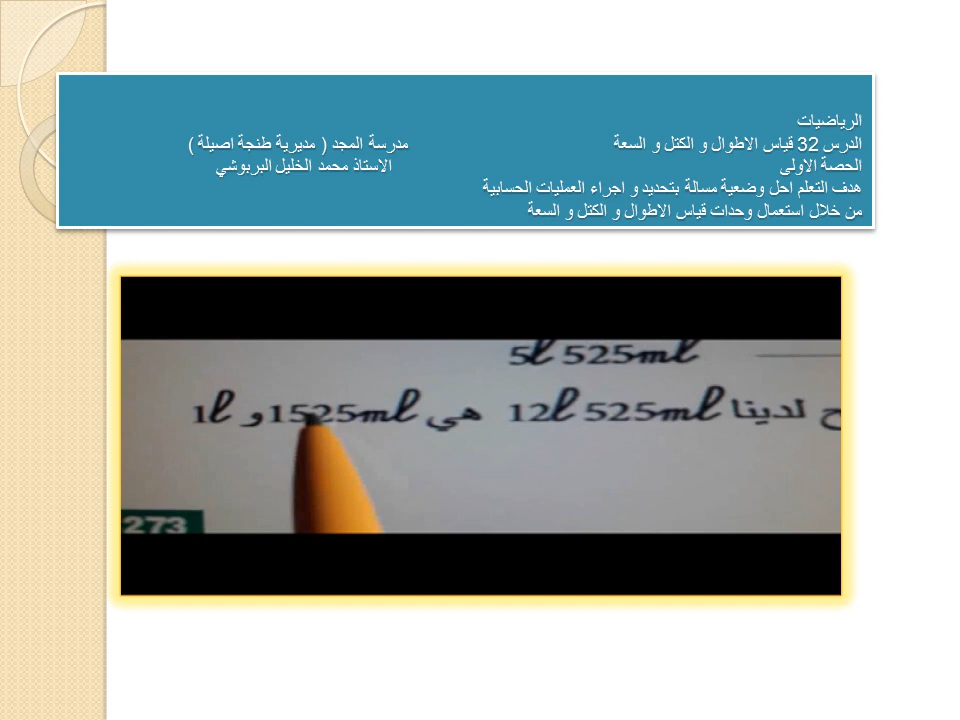 الرياضيات
الدرس 32 قياس الاطوال و الكتل و السعة مدرسة المجد ( مديرية طنجة اصيلة )
الحصة الاولى الاستاذ محمد الخليل البربوشي
هدف التعلم احل وضعية مسالة بتحديد و اجراء العمليات الحسابية
من خلال استعمال وحدات قياس الاطوال و الكتل و السعة
5ℓ 525mℓ
ح لدينا 12ℓ 525mℓ هي 1525mℓ و 1ℓ
273